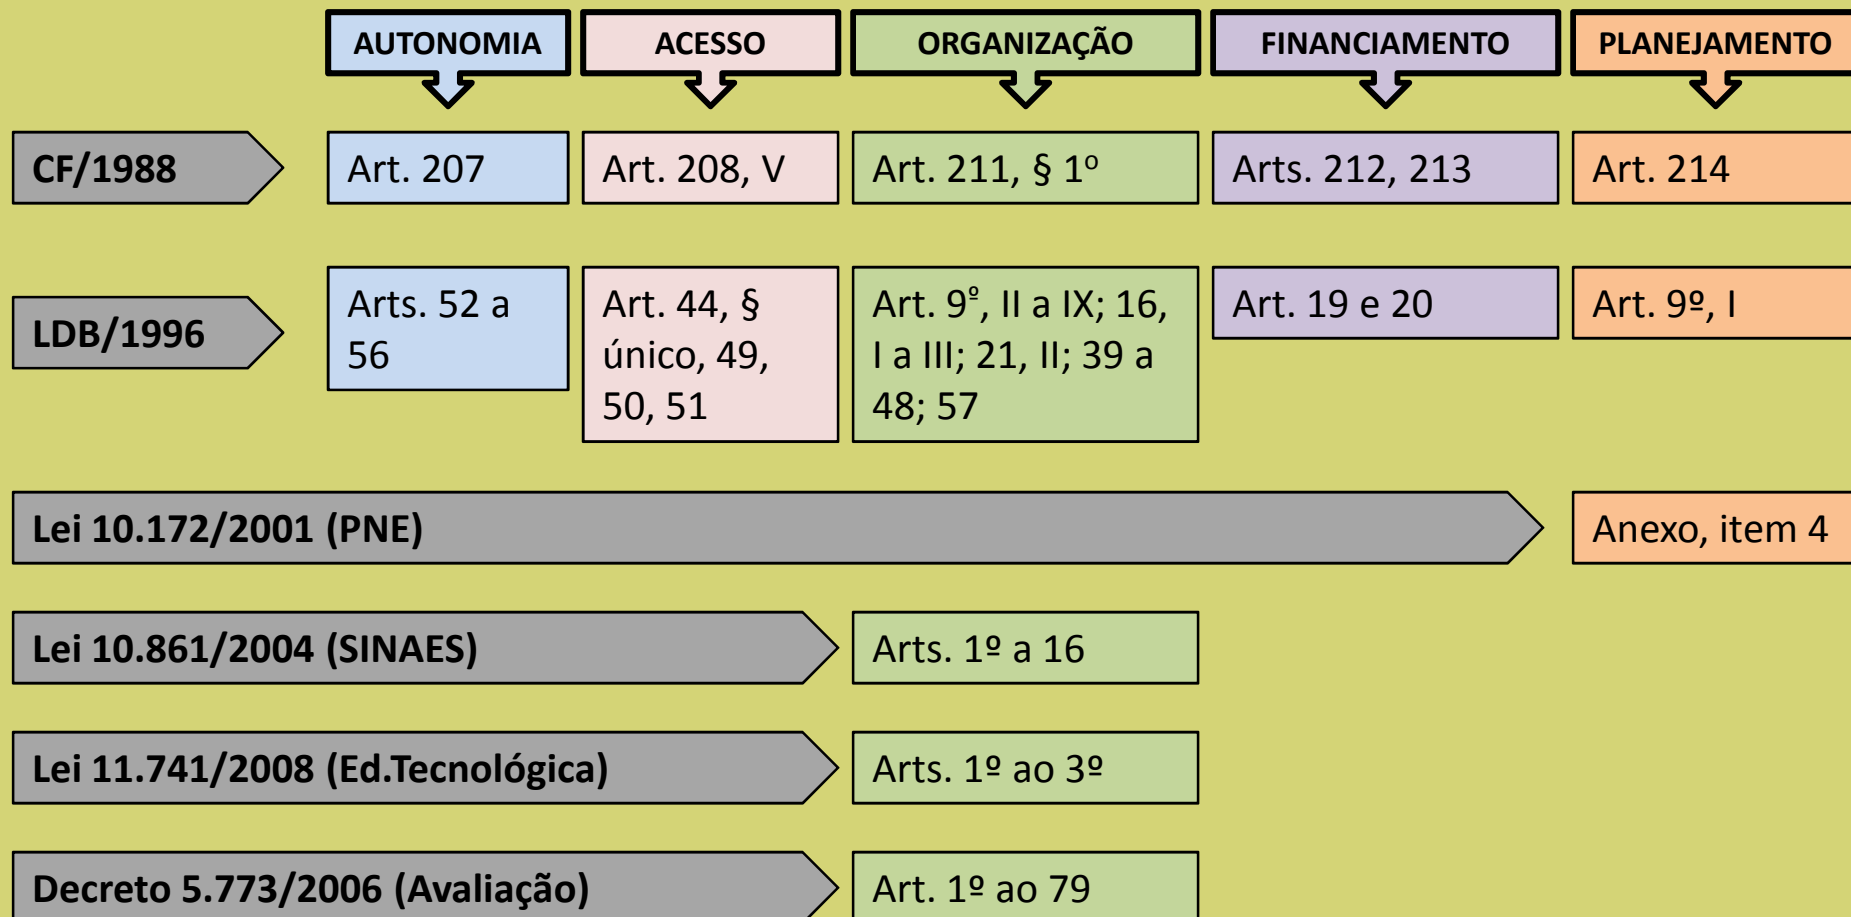 AUTONOMIA
ACESSO
ORGANIZAÇÃO
FINANCIAMENTO
PLANEJAMENTO
CF/1988
Art. 207
Art. 208, V
Art. 211, § 1º
Arts. 212, 213
Art. 214
LDB/1996
Arts. 52 a
56
Art. 44, §
único, 49,
50, 51
Art. 9º, II a IX; 16,
I a III; 21, II; 39 a
48; 57
Art. 19 e 20
Art. 9º, I
Lei 10.172/2001 (PNE)
Anexo, item 4
Lei 10.861/2004 (SINAES)
Arts. 1º a 16
Lei 11.741/2008 (Ed.Tecnológica)
Arts. 1º ao 3º
Decreto 5.773/2006 (Avaliação)
Art. 1º ao 79